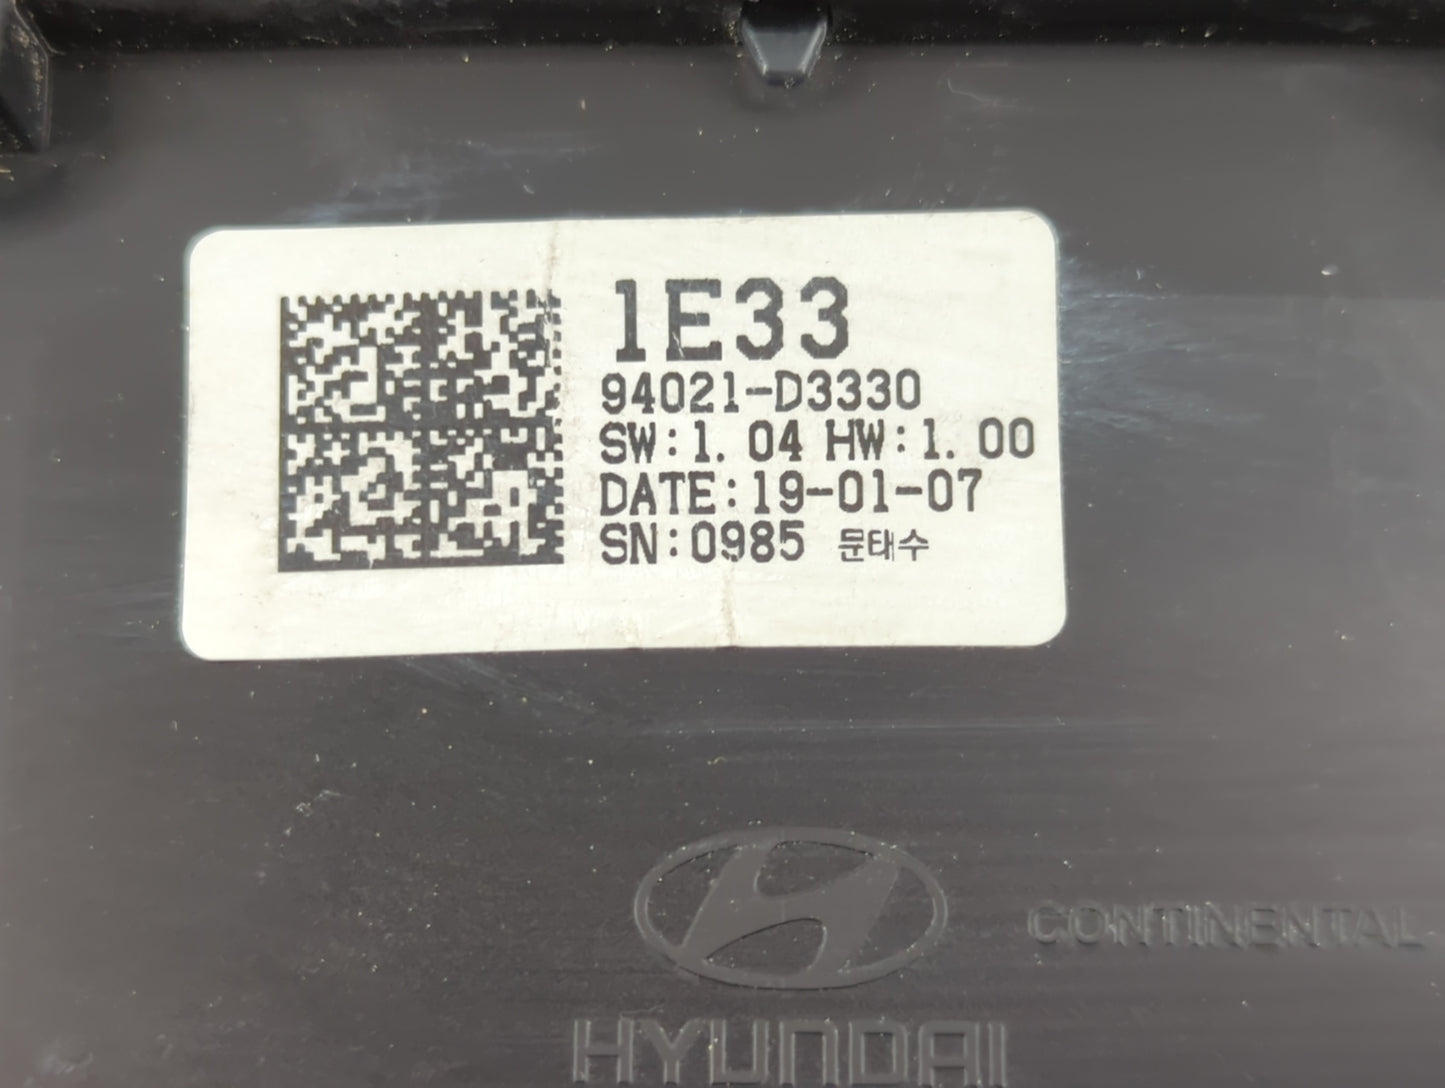 1E33
94021-D3330
SW:1. 04 HW:1. 00
DATE:19-01-07
SN:0985 문태수
CONTINENTAL
HYUNDAI